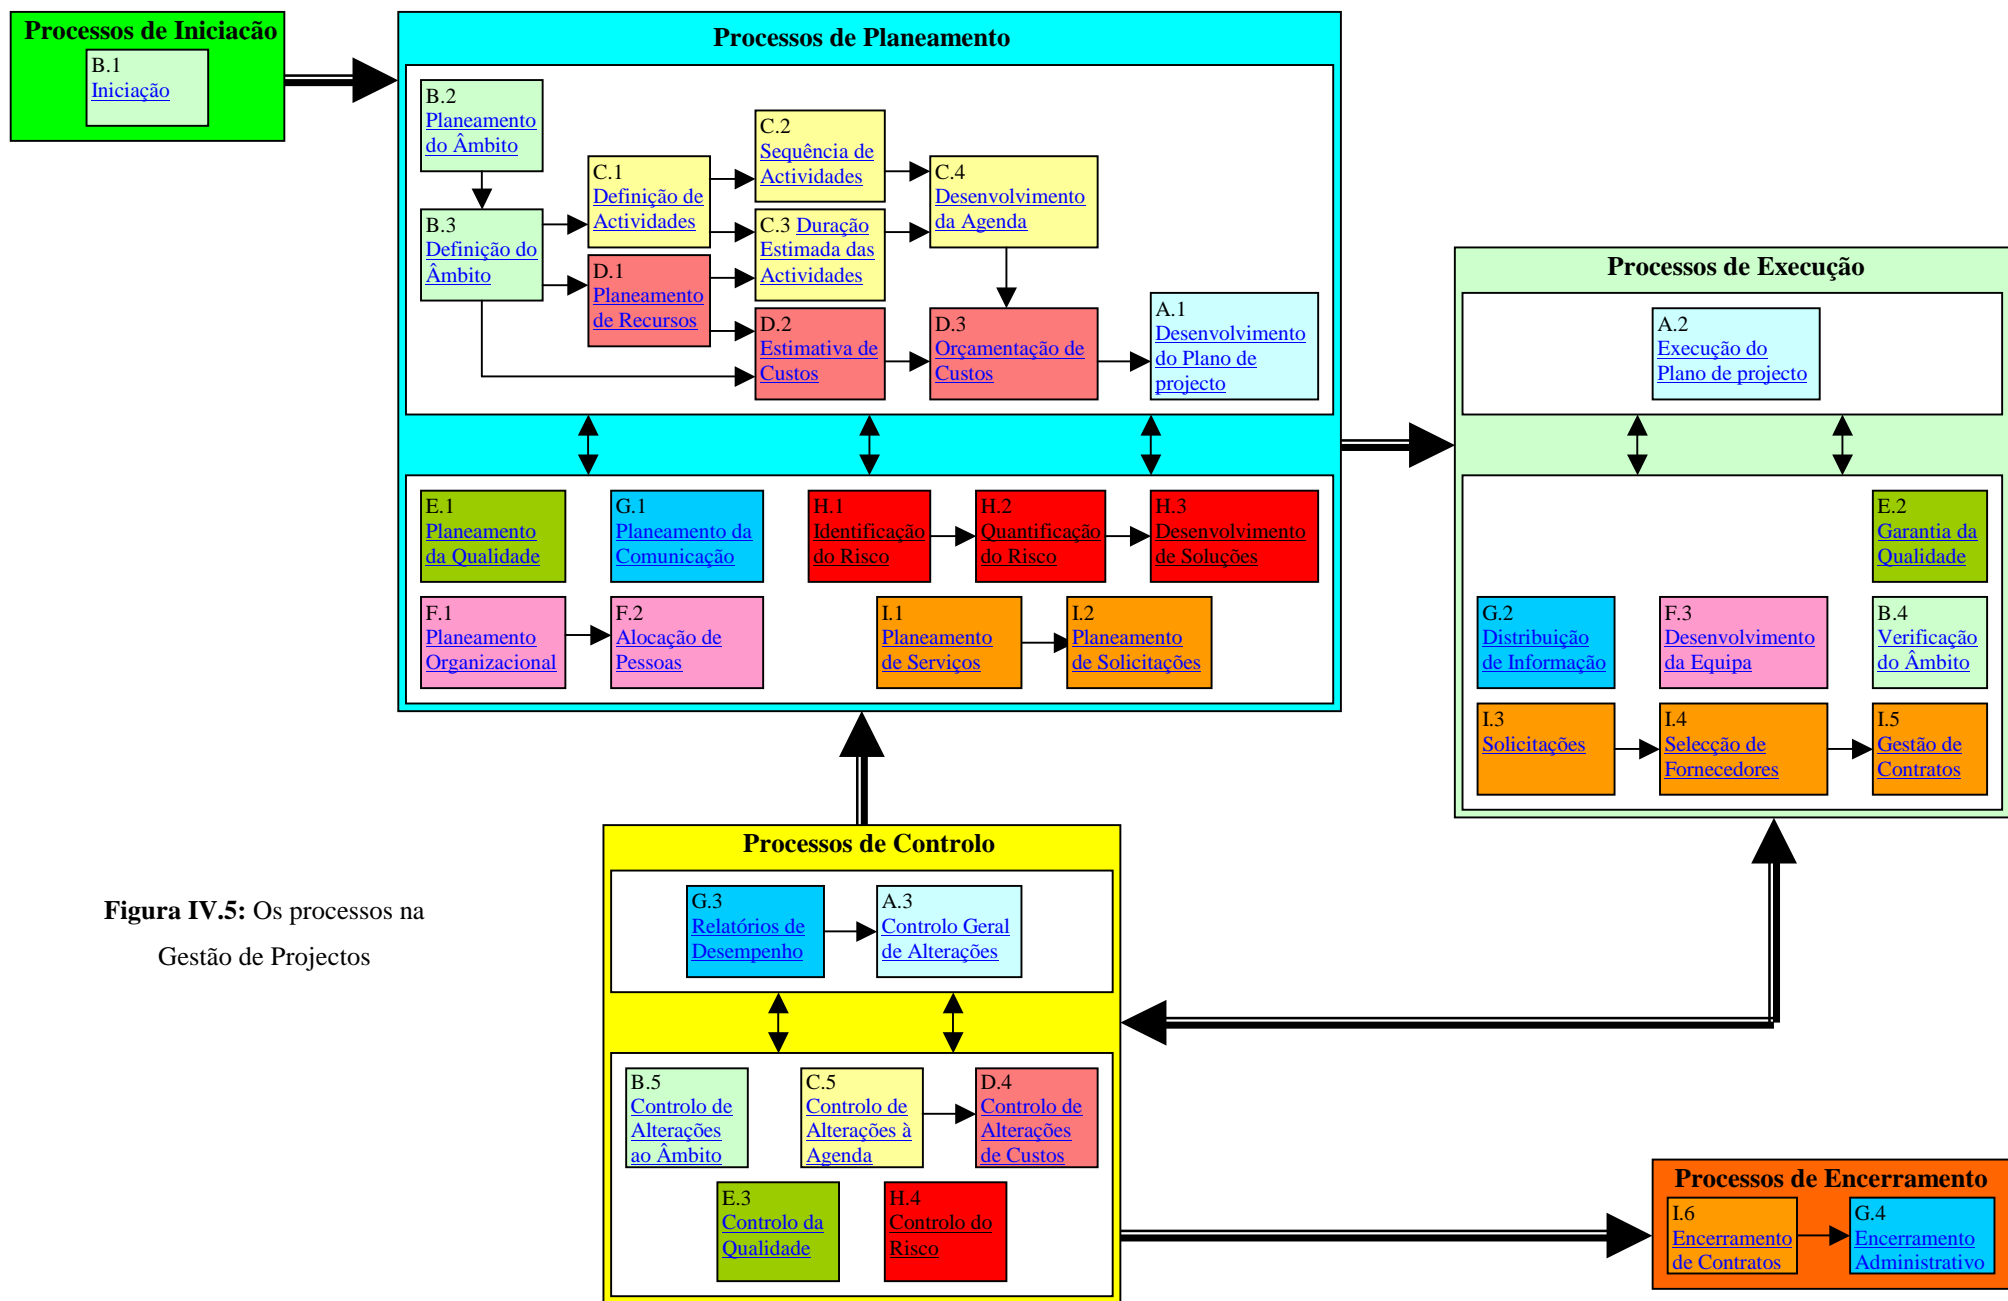 Processos de Iniciacão
B.1
Iniciação
Processos de Planeamento
B.2
Planeamento
do Âmbito
B.3
Definição do
Âmbito
C.1
Definição de
Actividades
D.1
Planeamento
de Recursos
C.2
Sequência de
Actividades
C.3 Duração
Estimada das
Actividades
D.2
Estimativa de
Custos
C.4
Desenvolvimento
da Agenda
D.3
Orçamentação de
Custos
A.1
Desenvolvimento
do Plano de
projecto
E.1
Planeamento
da Qualidade
G.1
Planeamento da
Comunicação
H.1
Identificação
do Risco
H.2
Quantificação
do Risco
H.3
Desenvolvimento
de Soluções
F.1
Planeamento
Organizacional
F.2
Alocação de
Pessoas
I.1
Planeamento
de Serviços
I.2
Planeamento
de Solicitações
Processos de Execução
A.2
Execução do
Plano de projecto
E.2
Garantia da
Qualidade
G.2
Distribuição
de Informação
F.3
Desenvolvimento
da Equipa
B.4
Verificação
do Âmbito
I.3
Solicitações
I.4
Selecção de
Fornecedores
I.5
Gestão de
Contratos
Processos de Controlo
G.3
Relatórios de
Desempenho
A.3
Controlo Geral
de Alterações
B.5
Controlo de
Alterações
ao Âmbito
C.5
Controlo de
Alterações à
Agenda
D.4
Controlo de
Alterações
de Custos
E.3
Controlo da
Qualidade
H.4
Controlo do
Risco
Figura IV.5: Os processos na
Gestão de Projectos
Processos de Encerramento
I.6
Encerramento
de Contratos
G.4
Encerramento
Administrativo